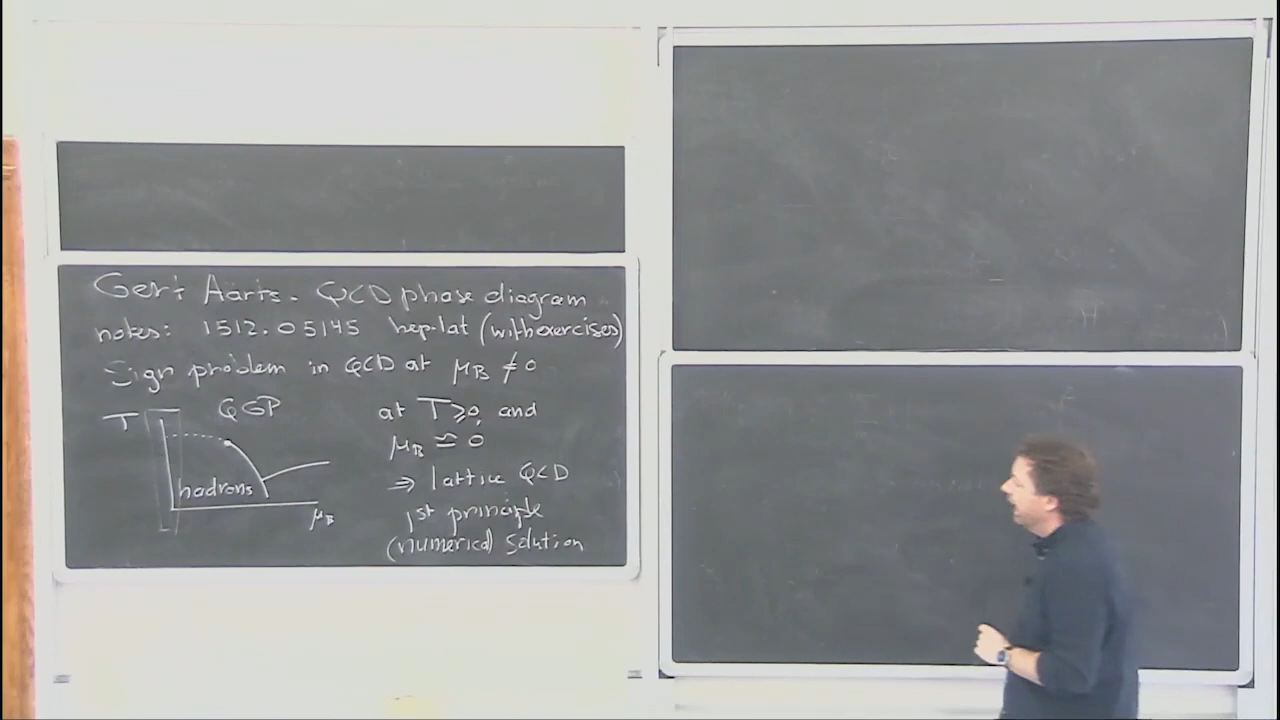 Gert Aarts. QCD phase diagram
notes: 1512.05145 hep-lat (with exercises)
Sign problem in QCD at μB ≠ 0
T QGP
hadrons
μB
at T ≥ 0, and
μB ≃ 0
⇒ lattice QCD
1st principle
(numerical) solution